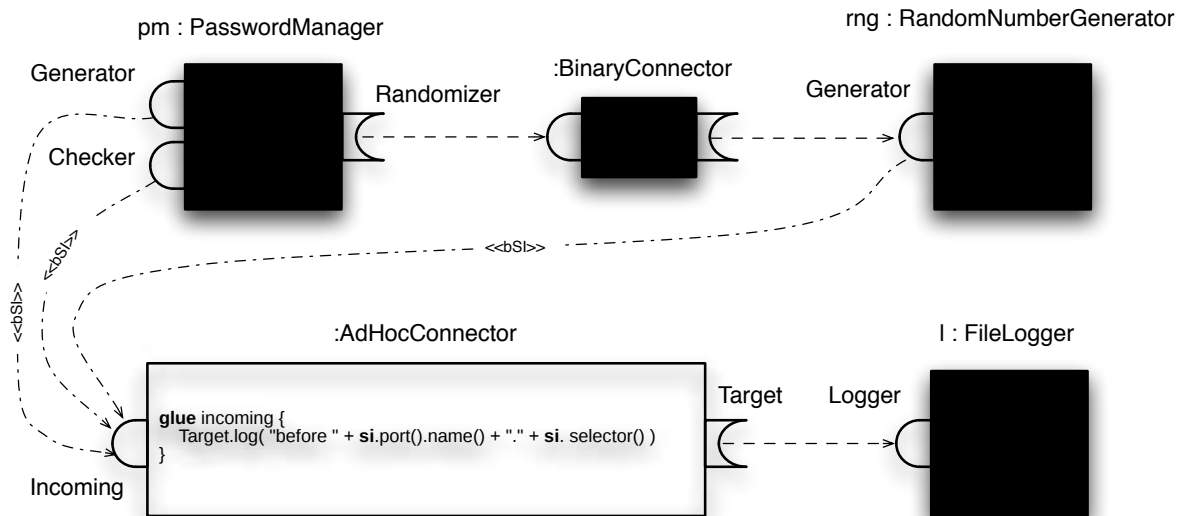 pm : PasswordManager
rng : RandomNumberGenerator
Generator
:BinaryConnector
Randomizer
Generator
Checker
<<bSI>>
<<bSI>>
<<bSI>>
:AdHocConnector
l : FileLogger
Target
Logger
glue incoming {
Target.log( "before " + si.port().name() + "." + si. selector() )
}
Incoming